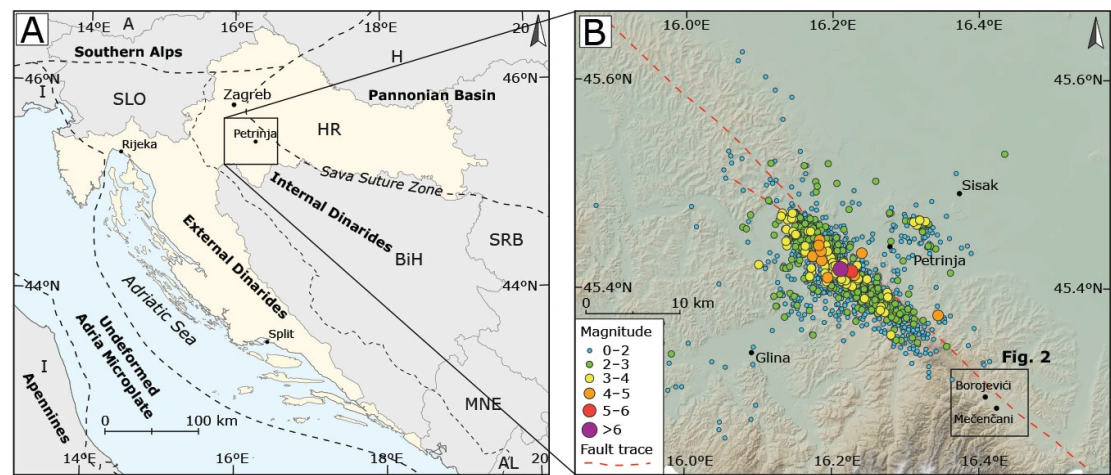 A
14°E
A
16°E
20
Southern Alps
H
46°N
46°N
I
SLO
Zagreb
Pannonian Basin
Petrinja
HR
Rijeka
Sava Suture Zone
Internal Dinarides
External Dinarides
SRB
BiH
44°N
44°N
Adriatic Sea
Undeformed
Adria Microplate
Split
I
Apennines
0 100 km
MNE
AL
14°E
16°E
18°E
20
B
16.0°E
16.2°E
16.4°E
45.6°N
45.6°N
Sisak
Petrinja
45.4°N
45.4°N
0 10 km
Magnitude
0–2
2–3
3–4
4–5
5–6
>6
Fault trace
Glina
Fig. 2
Borojevići
Mečenčani
16.0°E
16.2°E
16.4°E